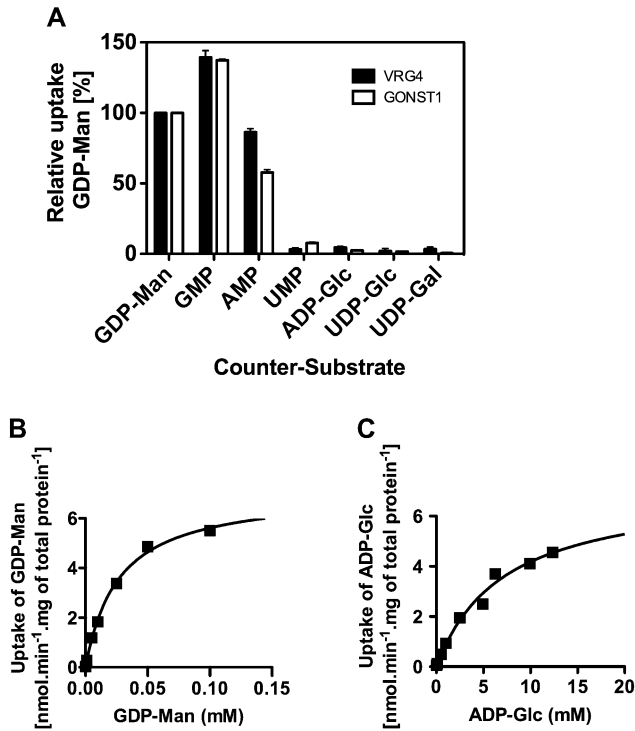 A
Relative uptake
GDP-Man [%]
150
100
50
0
VRG4
GONST1
GDP-Man
GMP
AMP
UMP
ADP-Glc
UDP-Glc
UDP-Gal
Counter-Substrate
B
Uptake of GDP-Man
[nmol.min⁻¹.mg of total protein⁻¹]
6
4
2
0
0.00
0.05
0.10
0.15
GDP-Man (mM)
C
Uptake of ADP-Glc
[nmol.min⁻¹.mg of total protein⁻¹]
6
4
2
0
0
5
10
15
20
ADP-Glc (mM)